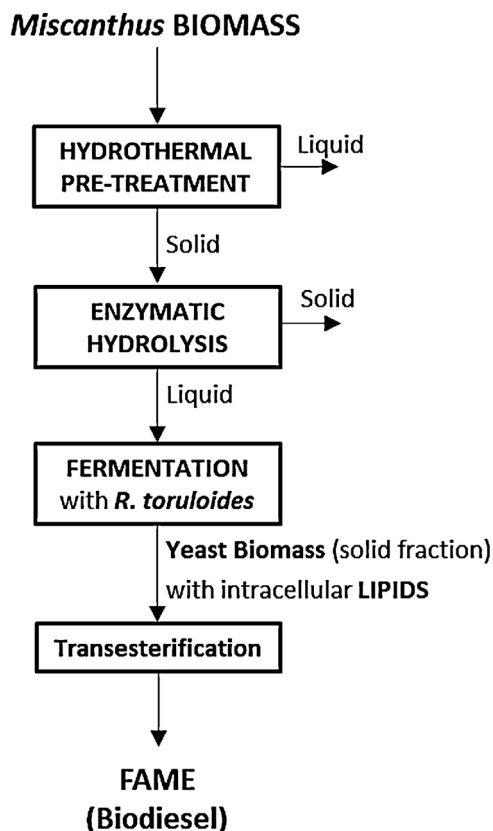 Miscanthus BIOMASS
HYDROTHERMAL
PRE-TREATMENT
Liquid
Solid
ENZYMATIC
HYDROLYSIS
Solid
Liquid
FERMENTATION
with R. toruloides
Yeast Biomass (solid fraction)
with intracellular LIPIDS
Transesterification
FAME
(Biodiesel)